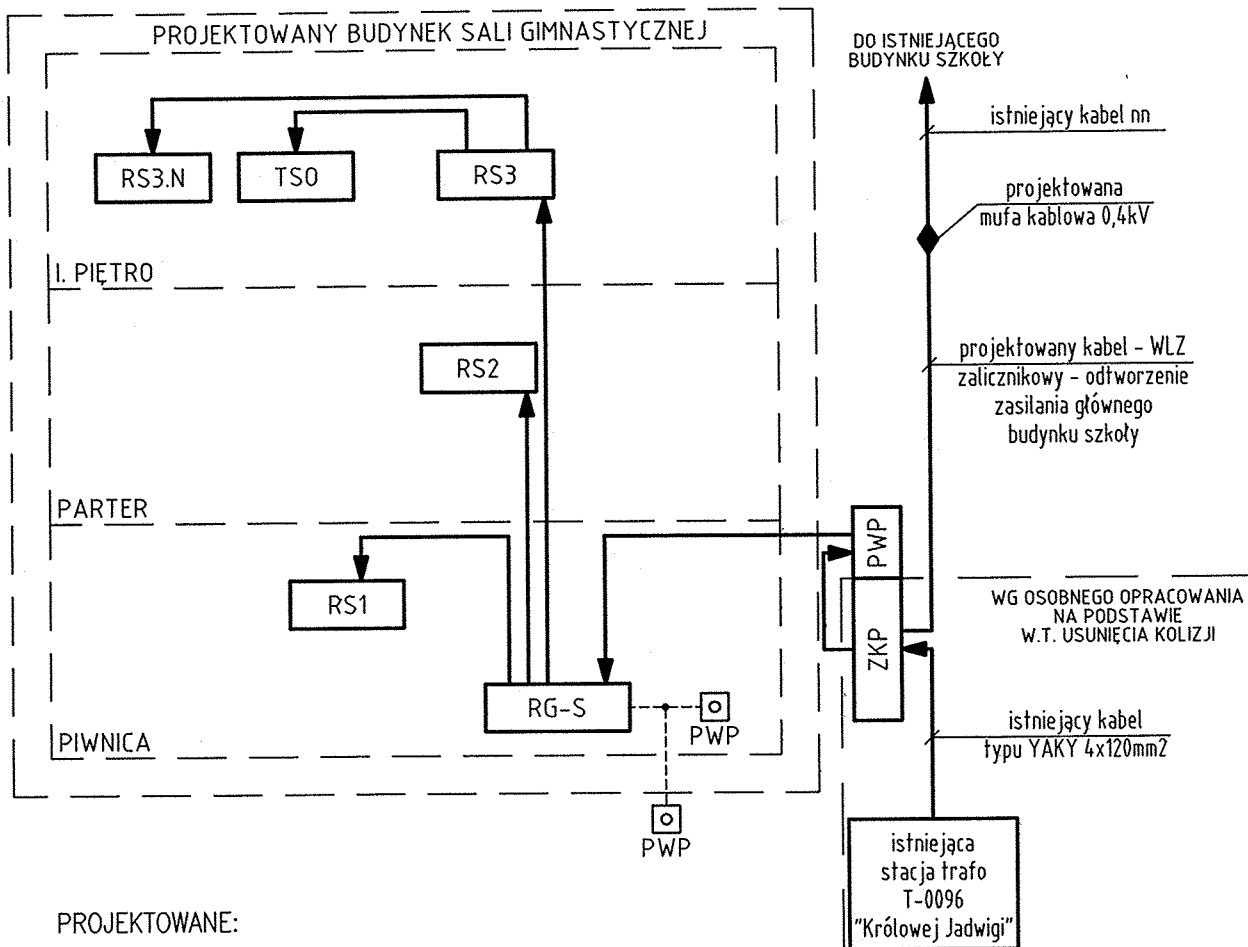 PROJEKTOWANY BUDYNEK SALI GIMNASTYCZNEJ
RS3.N
TSO
RS3
I. PIĘTRO
RS2
PARTER
RS1
RG-S
PWP
PIWNICA
PWP
DO ISTNIEJĄCEGO
BUDYNKU SZKOŁY
istniejący kabel nn
projektowana
mufa kablowa 0,4kV
projektowany kabel - WLZ
zalicznikowy - odtworzenie
zasilania głównego
budynku szkoły
PWP
ZKP
WG OSOBNEGO OPRACOWANIA
NA PODSTAWIE
W.T. USUNIĘCIA KOLIZJI
istniejący kabel
typu YAKY 4x120mm2
istniejąca
stacja trafo
T-0096
"Królowej Jadwigi"
PROJEKTOWANE: